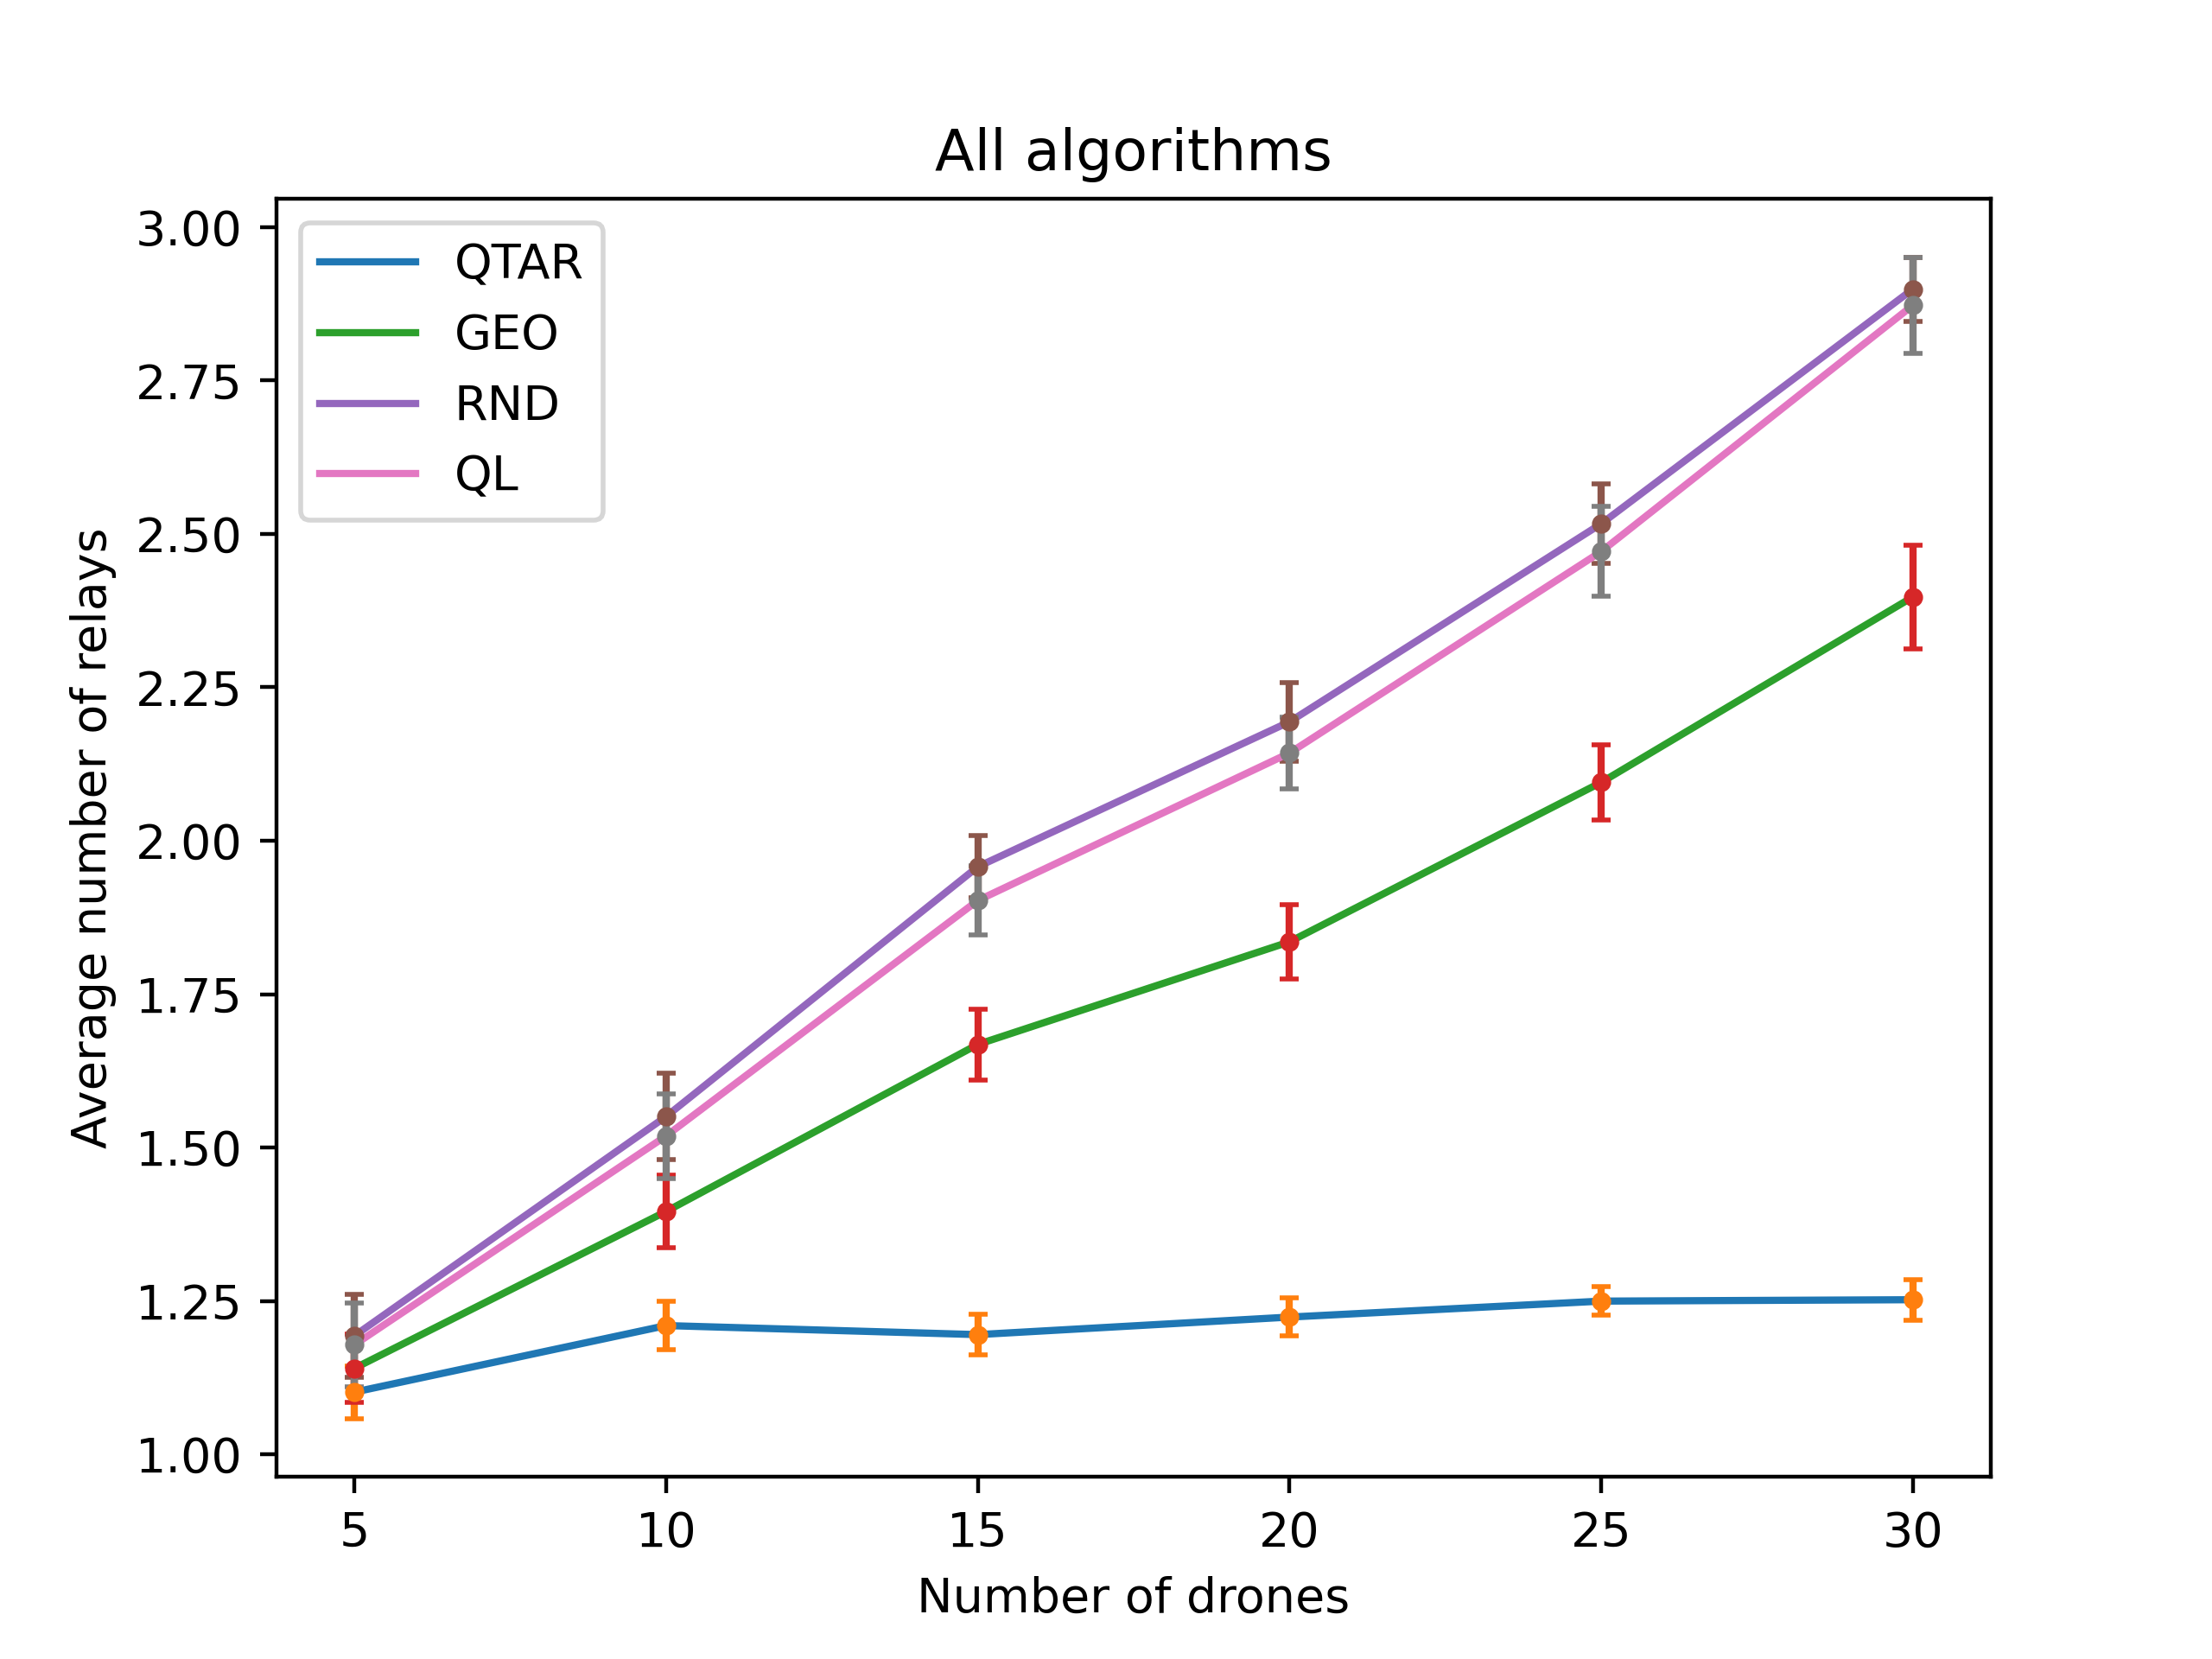 All algorithms
QTAR
GEO
RND
QL
Average number of relays
3.00
2.75
2.50
2.25
2.00
1.75
1.50
1.25
1.00
5 10 15 20 25 30
Number of drones